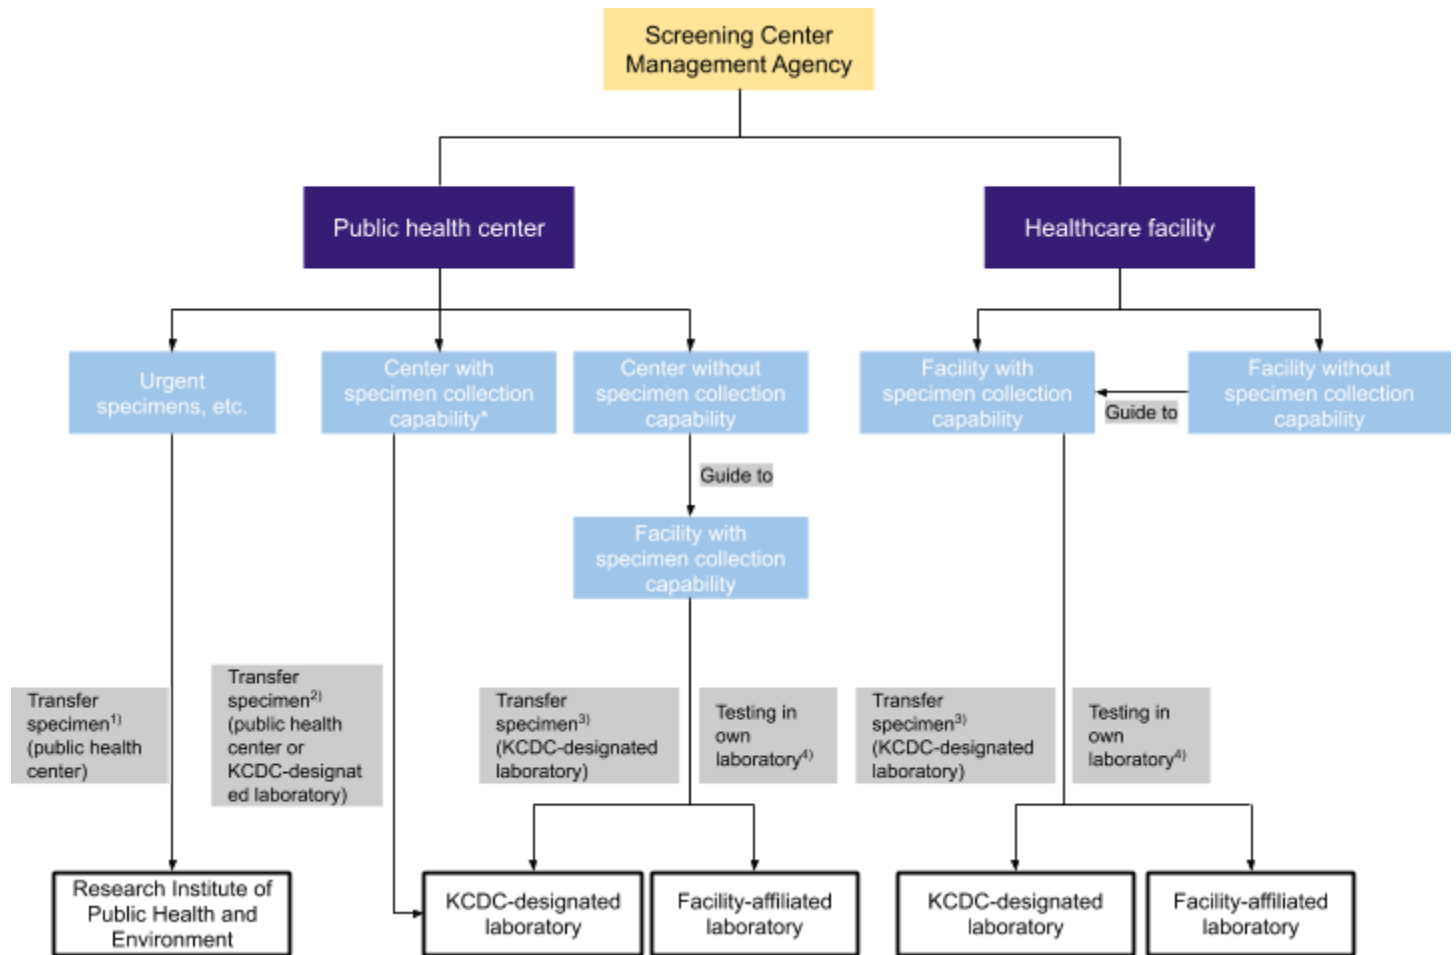 Screening Center
Management Agency
Public health center
Healthcare facility
Urgent
specimens, etc.
Center with
specimen collection
capability*
Center without
specimen collection
capability
Facility with
specimen collection
capability
Guide to
Facility without
specimen collection
capability
Guide to
Facility with
specimen collection
capability
Transfer
specimen1)
(public health
center)
Transfer
specimen2)
(public health
center or
KCDC-designat
ed laboratory)
Transfer
specimen3)
(KCDC-designated
laboratory)
Testing in
own
laboratory4)
Transfer
specimen3)
(KCDC-designated
laboratory)
Testing in
own
laboratory4)
Research Institute of
Public Health and
Environment
KCDC-designated
laboratory
Facility-affiliated
laboratory
KCDC-designated
laboratory
Facility-affiliated
laboratory